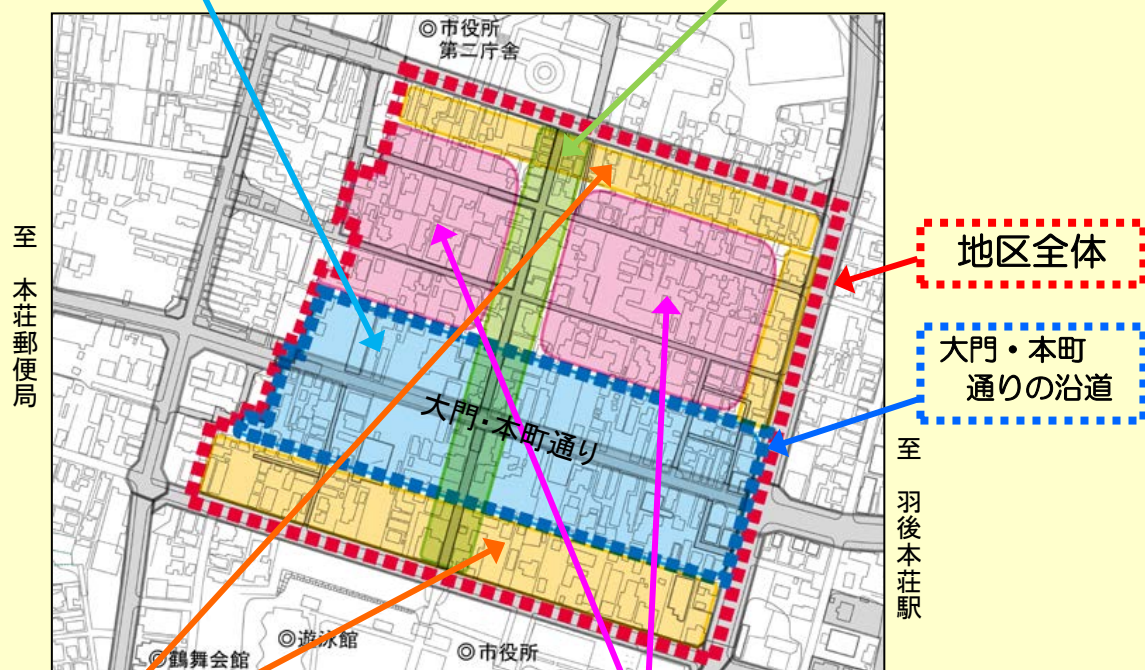 ◎市役所
第二庁舎
至 本荘郵便局
地区全体
大門・本町
通りの沿道
大門・本町通り
至 羽後本荘駅
◎遊泳館
◎鶴舞会館
◎市役所